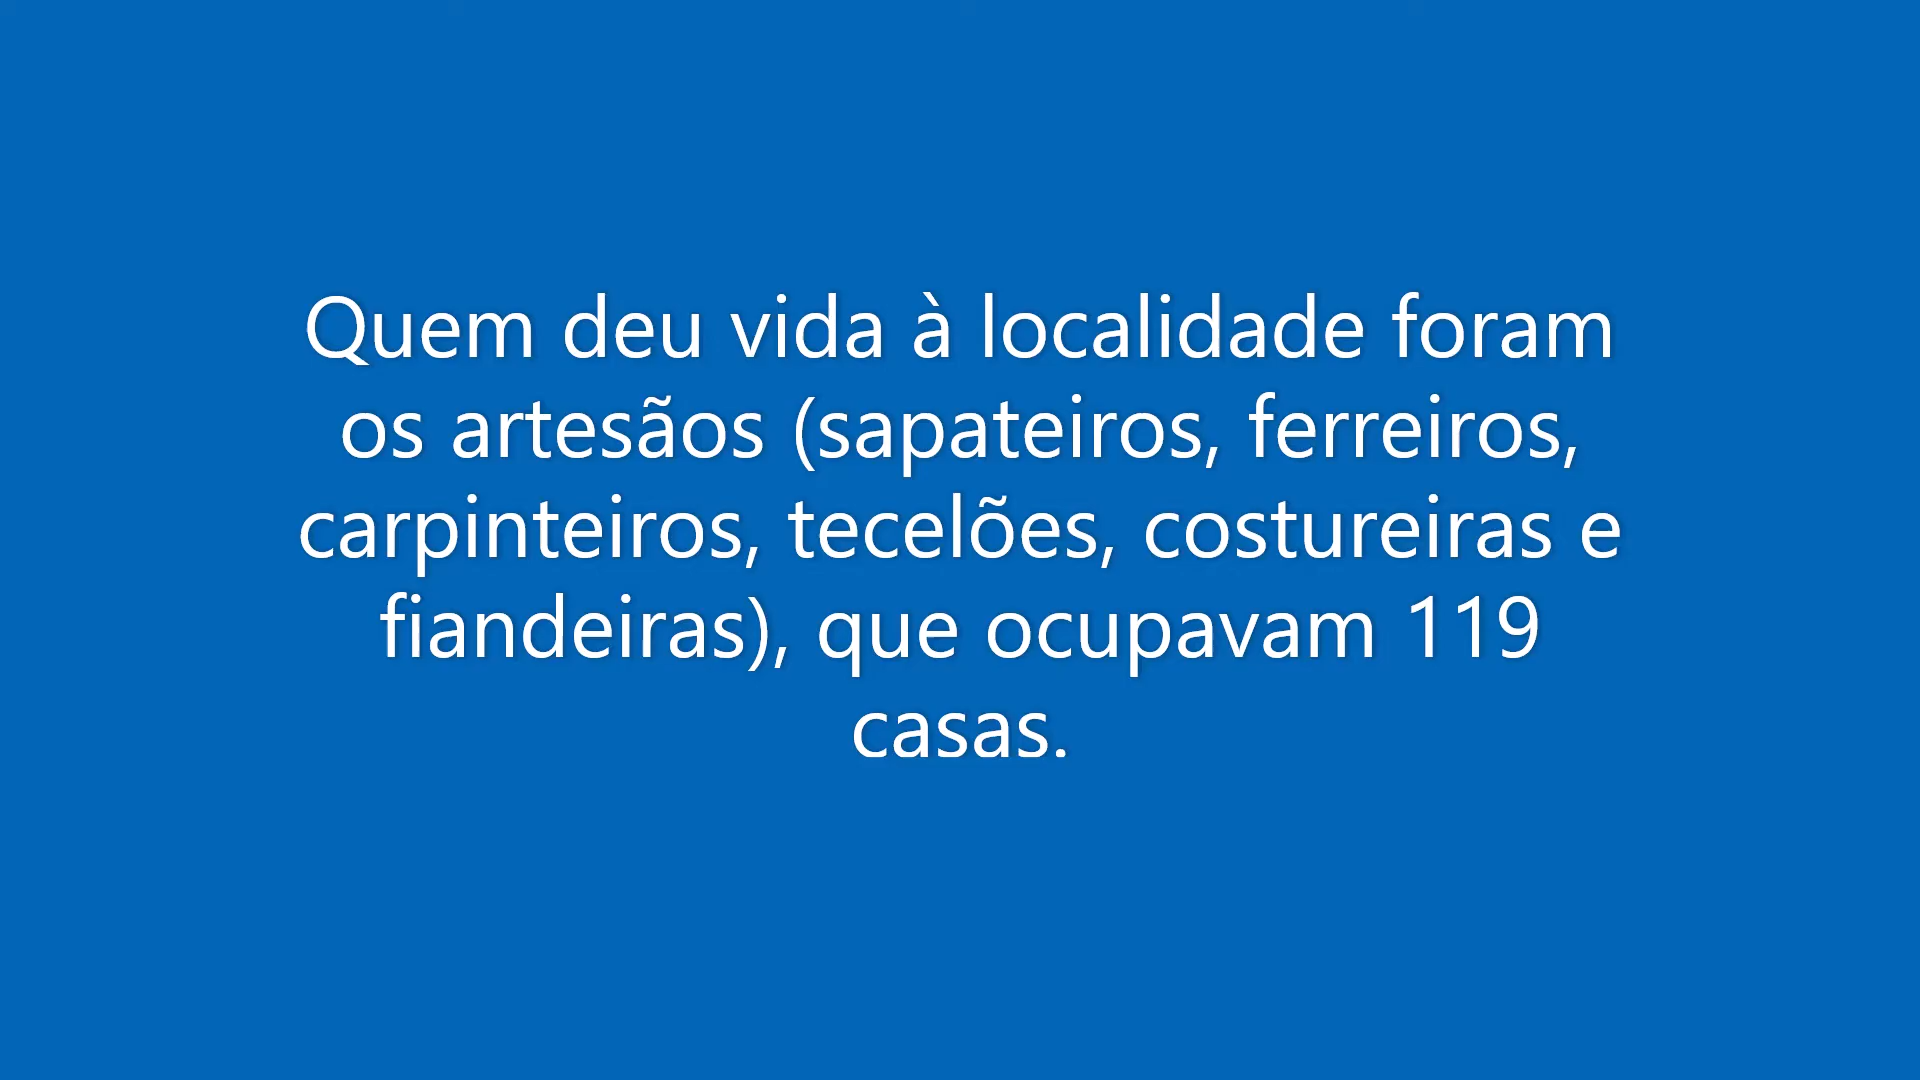 Quem deu vida à localidade foram
os artesãos (sapateiros, ferreiros,
carpinteiros, tecelões, costureiras e
fiandeiras), que ocupavam 119
casas.